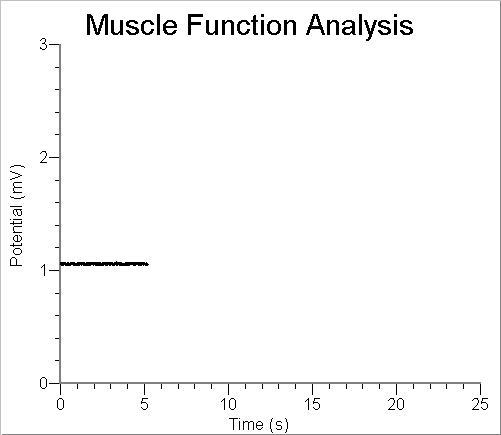 Muscle Function Analysis
3
2
1
0
Potential (mV)
0 5 10 15 20 25
Time (s)